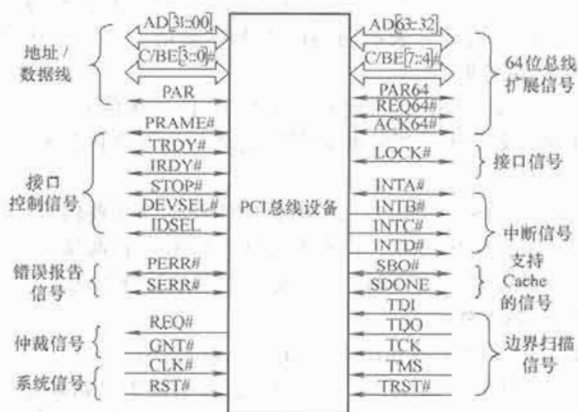 AD[31::00]
C/BE[3::0]#
地址/
数据线
PAR
PRAME#
TRDY#
IRDY#
STOP#
DEVSEL#
IDSEL
接口
控制信号
PERR#
SERR#
错误报告
信号
REQ#
GNT#
仲裁信号
CLK#
RST#
系统信号
PCI总线设备
AD[63::32]
C/BE[7::4]#
PAR64
REQ64#
ACK64#
64位总线
扩展信号
LOCK#
接口信号
INTA#
INTB#
INTC#
INTD#
中断信号
SBO#
SDONE
支持
Cache
的信号
TDI
TDO
TCK
TMS
TRST#
边界扫描
信号